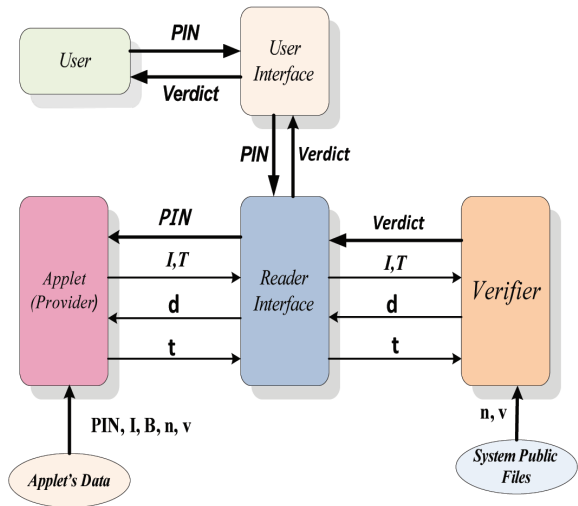 User
PIN
Verdict
User
Interface
PIN
Verdict
Applet
(Provider)
PIN
I,T
d
t
Reader
Interface
Verdict
I,T
d
t
Verifier
PIN, I, B, n, v
n, v
Applet's Data
System Public
Files